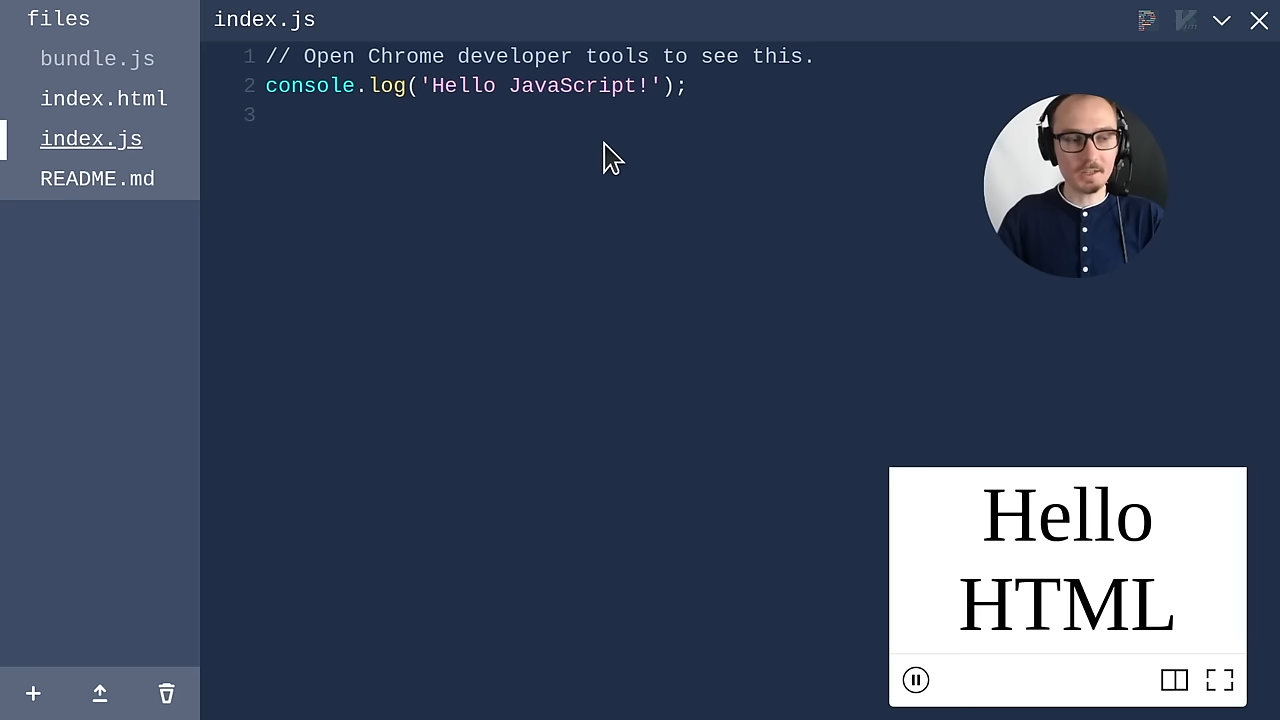 files
bundle.js
index.html
index.js
README.md
index.js
1 // Open Chrome developer tools to see this.
2 console.log('Hello JavaScript!');
3
Hello
HTML